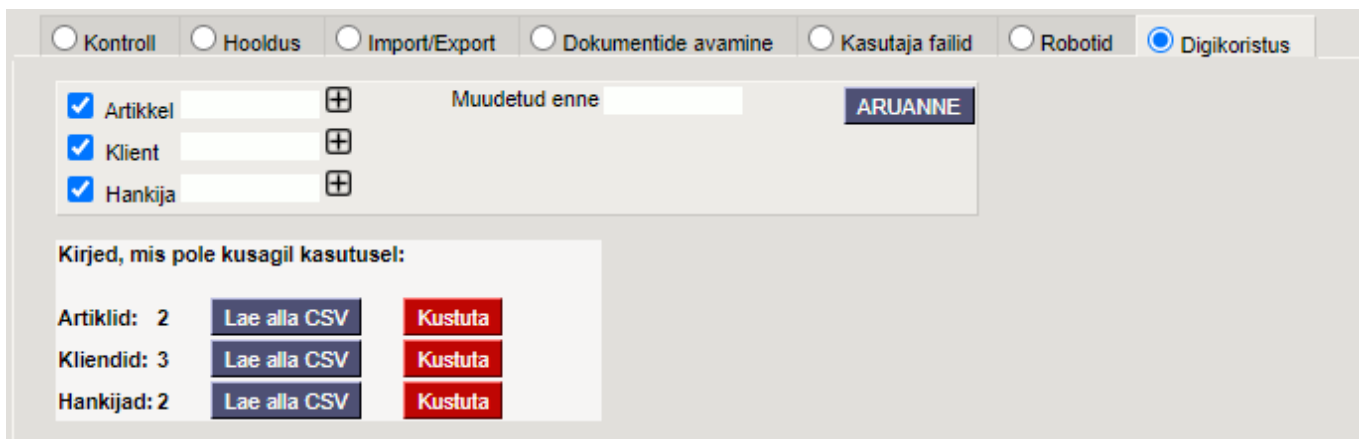 Kontroll Hooldus Import/Export Dokumentide avamine Kasutaja failid Robotid Digikoristus
Artikkel Muudetud enne ARUANNE
Klient
Hankija
Kirjed, mis pole kusagil kasutusel:
Artiklid: 2 Lae alla CSV Kustuta
Kliendid: 3 Lae alla CSV Kustuta
Hankijad: 2 Lae alla CSV Kustuta